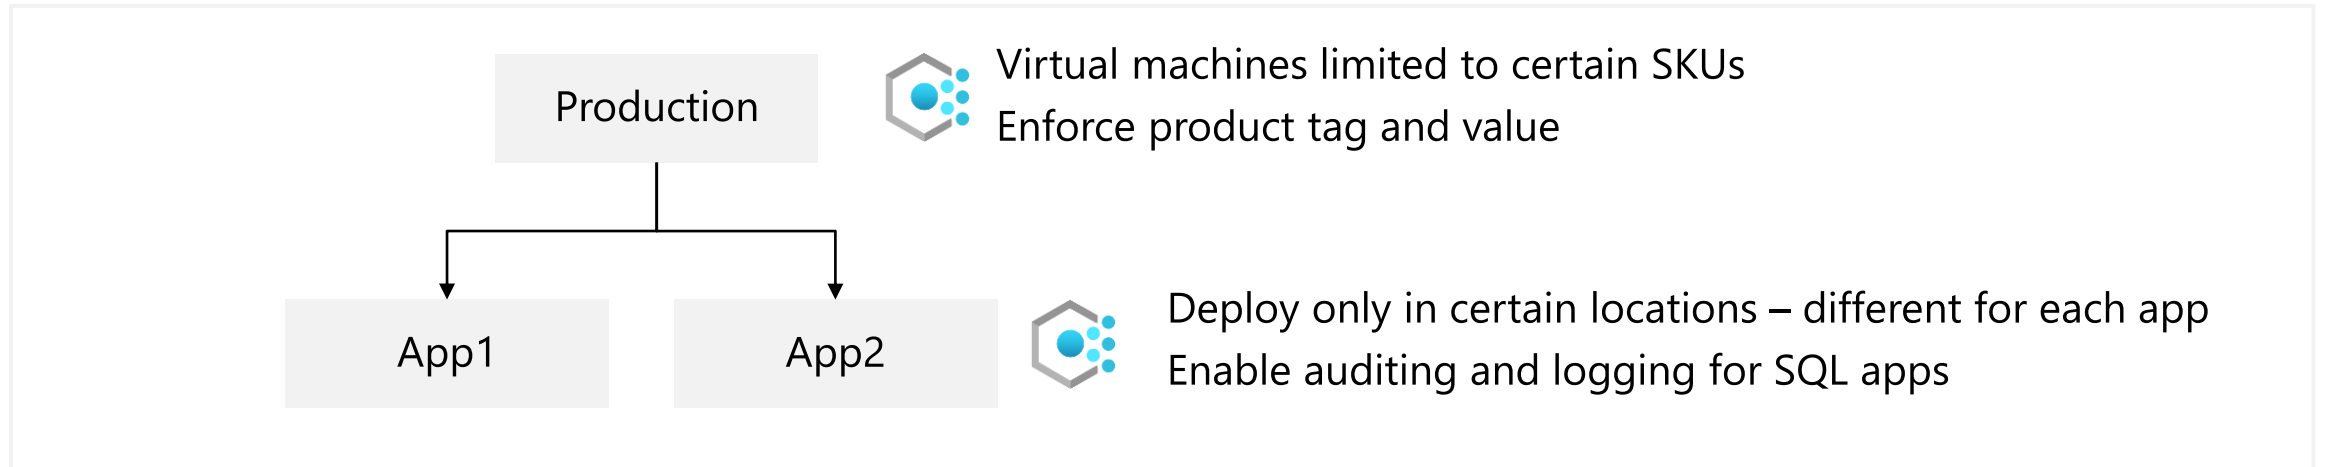 Production
Virtual machines limited to certain SKUs
Enforce product tag and value
App1
App2
Deploy only in certain locations – different for each app
Enable auditing and logging for SQL apps